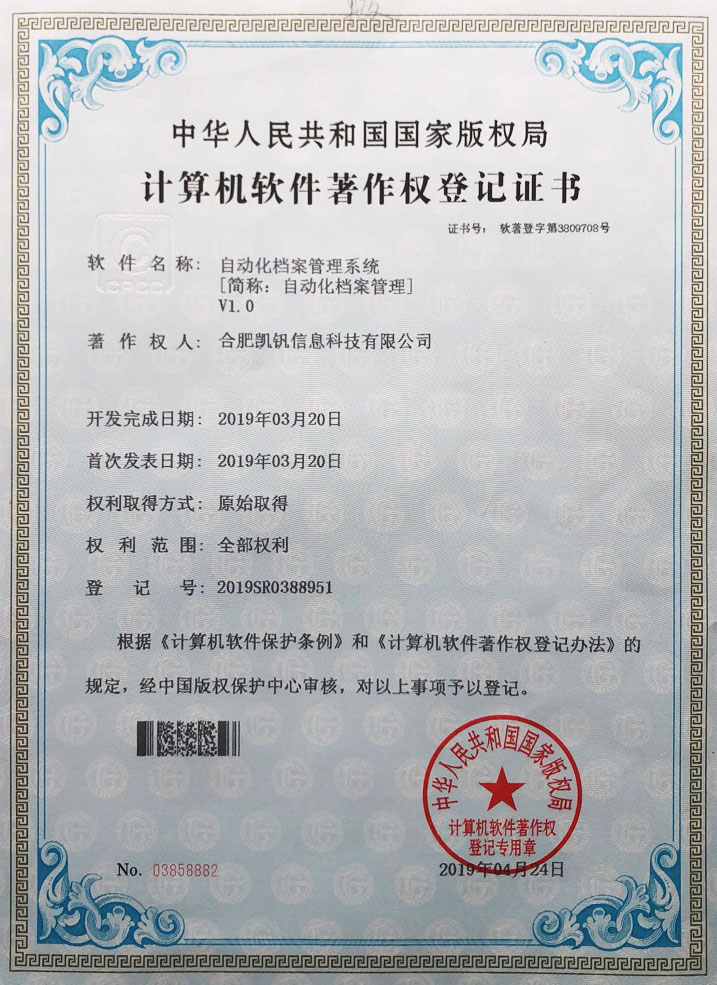 中华人民共和国国家版权局
计算机软件著作权登记证书
证书号： 软著登字第3809708号
CPCC
软件名称： 自动化档案管理系统
[简称：自动化档案管理]
V1.0
著作权人： 合肥凯钒信息科技有限公司
开发完成日期： 2019年03月20日
首次发表日期： 2019年03月20日
权利取得方式： 原始取得
权利范围： 全部权利
登记号： 2019SR0388951
根据《计算机软件保护条例》和《计算机软件著作权登记办法》的
规定，经中国版权保护中心审核，对以上事项予以登记。
中华人民共和国国家版权局
计算机软件著作权
登记专用章
No. 03858882
2019年04月24日